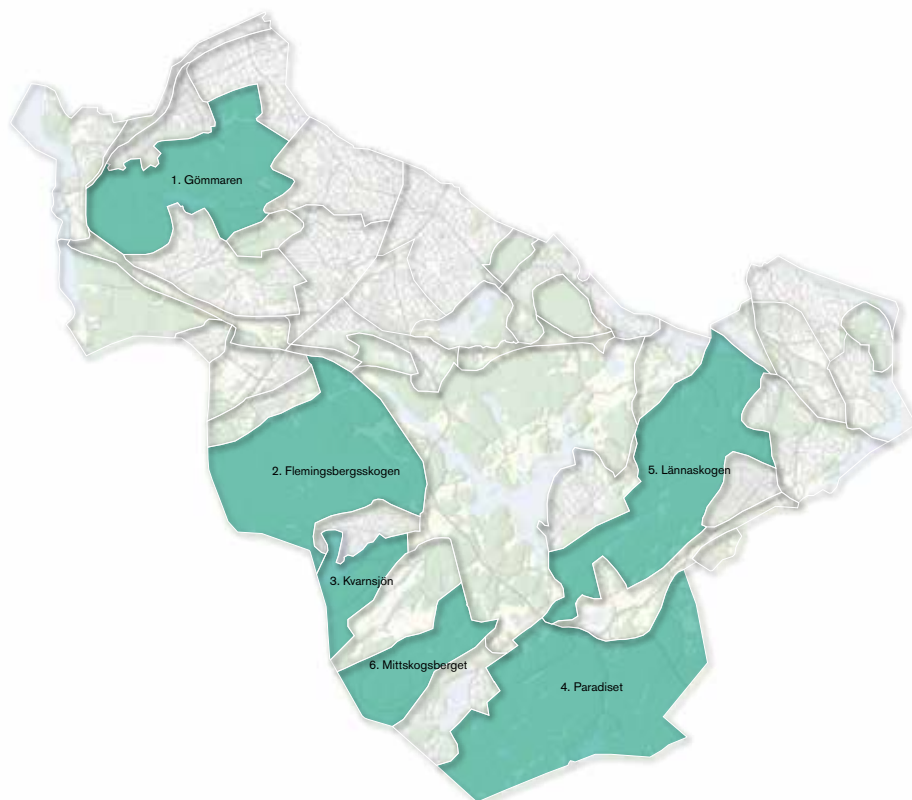 1. Gömmaren
2. Flemingsbergsskogen
5. Lännaskogen
3. Kvarnsjön
6. Mittskogsberget
4. Paradiset